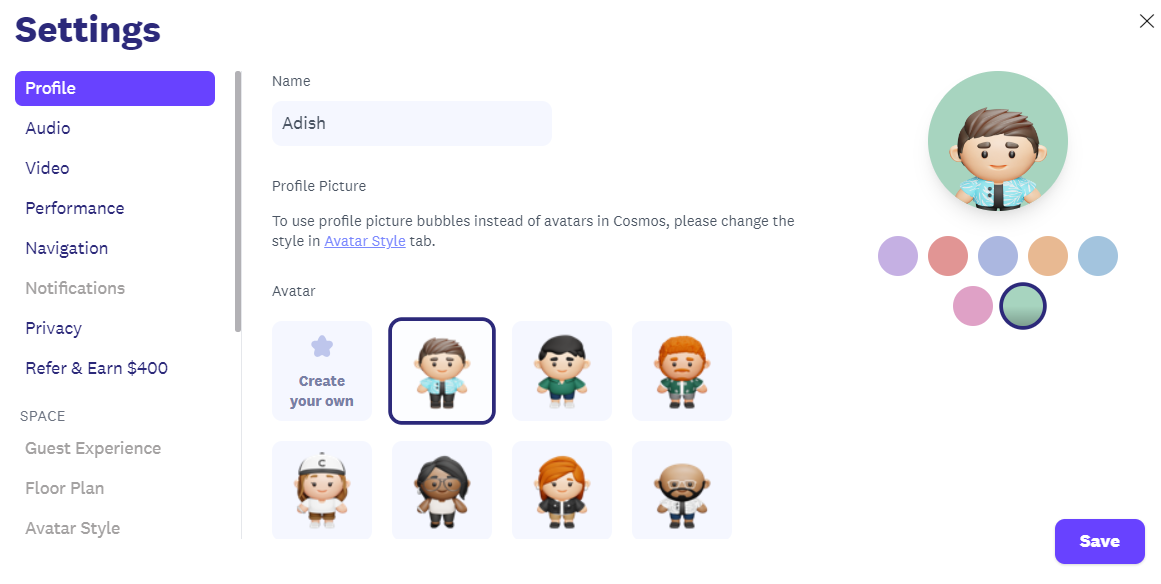 Settings
Profile
Audio
Video
Performance
Navigation
Notifications
Privacy
Refer & Earn $400
SPACE
Guest Experience
Floor Plan
Avatar Style
Name
Adish
Profile Picture
To use profile picture bubbles instead of avatars in Cosmos, please change the
style in Avatar Style tab.
Avatar
Create
your own
C
Save